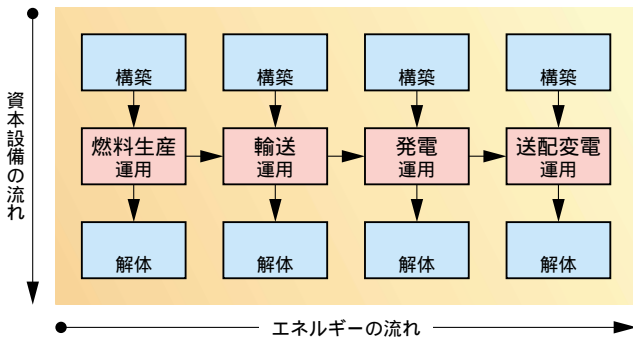 資本設備の流れ
構築
構築
構築
構築
燃料生産
運用
輸送
運用
発電
運用
送配変電
運用
解体
解体
解体
解体
エネルギーの流れ